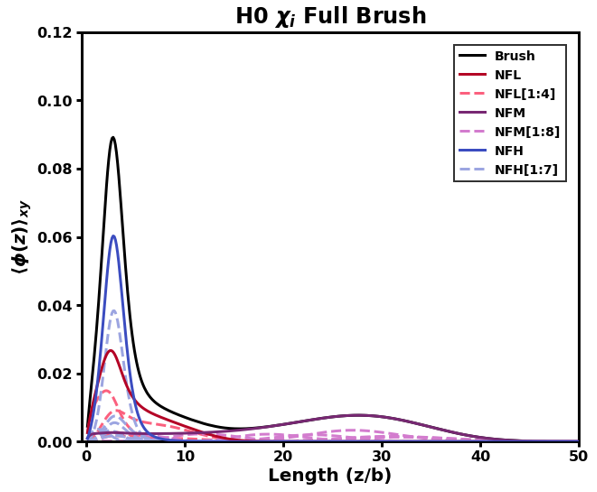 H0 χi Full Brush
⟨ϕ(z)⟩xy
0.12
0.10
0.08
0.06
0.04
0.02
0.00
Brush
NFL
NFL[1:4]
NFM
NFM[1:8]
NFH
NFH[1:7]
0 10 20 30 40 50
Length (z/b)